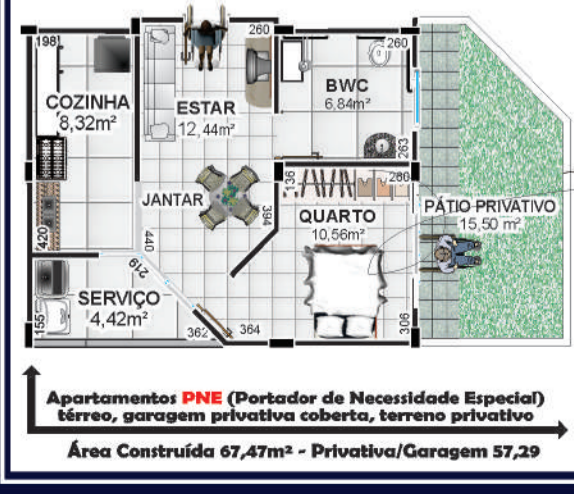 198
260
260
COZINHA
8,32m²
ESTAR
12,44m²
BWC
6,84m²
263
136
280
JANTAR
394
QUARTO
10,56m²
PÁTIO PRIVATIVO
15,50 m²
420
440
219
SERVIÇO
4,42m²
155
362
364
306
Apartamentos PNE (Portador de Necessidade Especial)
térreo, garagem privativa coberta, terreno privativo
Área Construída 67,47m² - Privativa/Garagem 57,29